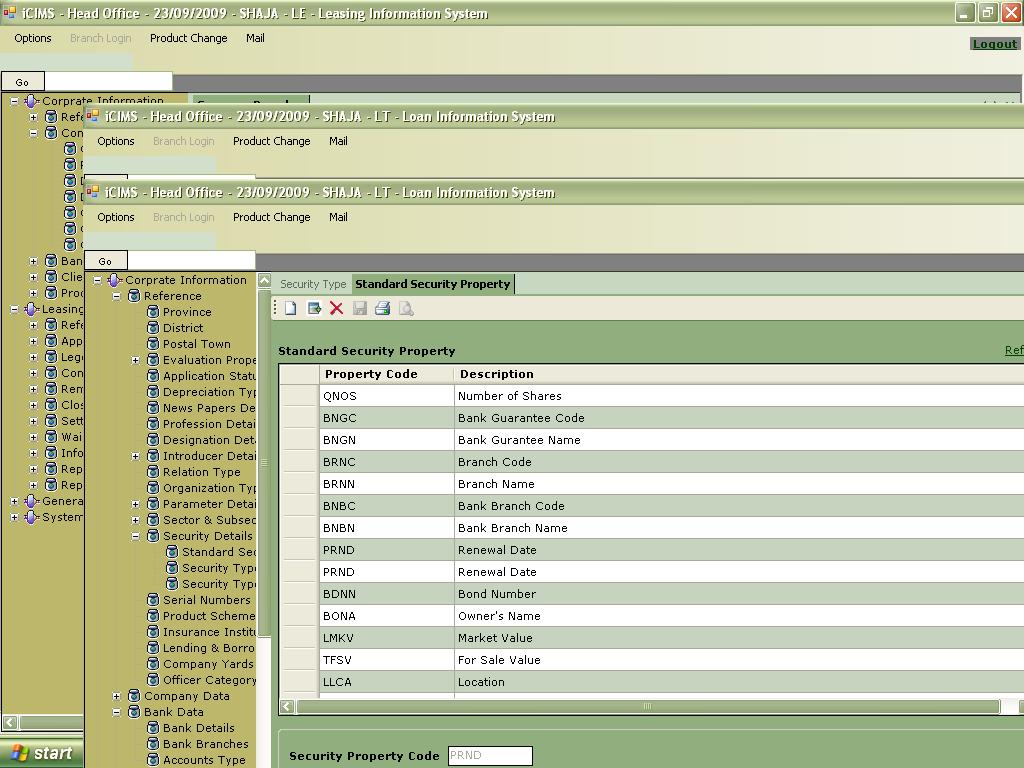 iCIMS - Head Office - 23/09/2009 - SHAJA - LE - Leasing Information System
Options Branch Login Product Change Mail
Logout
Go
Corprate Information
Refe
Con
Ban
Clie
Proc
Leasing
Refe
App
Lege
Con
Rem
Clos
Sett
Wai
Info
Rep
Rep
Genera
System
iCIMS - Head Office - 23/09/2009 - SHAJA - LT - Loan Information System
Options Branch Login Product Change Mail
iCIMS - Head Office - 23/09/2009 - SHAJA - LT - Loan Information System
Options Branch Login Product Change Mail
Go
Corprate Information
Reference
Province
District
Postal Town
Evaluation Prope
Application Statu
Depreciation Typ
News Papers De
Profession Detai
Designation Deta
Introducer Detai
Relation Type
Organization Typ
Parameter Detai
Sector & Subsec
Security Details
Standard Sec
Security Type
Security Type
Serial Numbers
Product Scheme
Insurance Institu
Lending & Borro
Company Yards
Officer Category
Company Data
Bank Data
Bank Details
Bank Branches
Accounts Type
Security Type Standard Security Property
Standard Security Property
Ref
Property Code Description
QNOS Number of Shares
BNGC Bank Guarantee Code
BNGN Bank Gurantee Name
BRNC Branch Code
BRNN Branch Name
BNBC Bank Branch Code
BNBN Bank Branch Name
PRND Renewal Date
PRND Renewal Date
BDNN Bond Number
BONA Owner's Name
LMKV Market Value
TFSV For Sale Value
LLCA Location
Security Property Code PRND
start